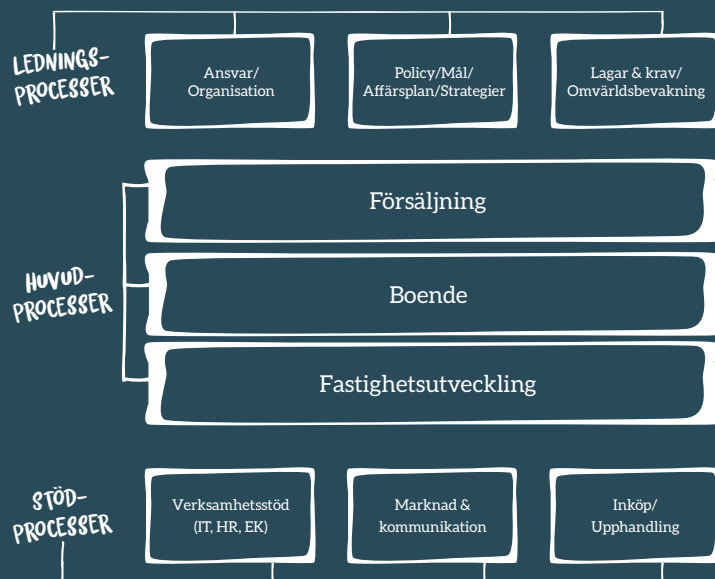 LEDNINGS-
PROCESSER
Ansvar/
Organisation
Policy/Mål/
Affärsplan/Strategier
Lagar & krav/
Omvärldsbevakning
HUVUD-
PROCESSER
Försäljning
Boende
Fastighetsutveckling
STÖD-
PROCESSER
Verksamhetsstöd
(IT, HR, EK)
Marknad &
kommunikation
Inköp/
Upphandling